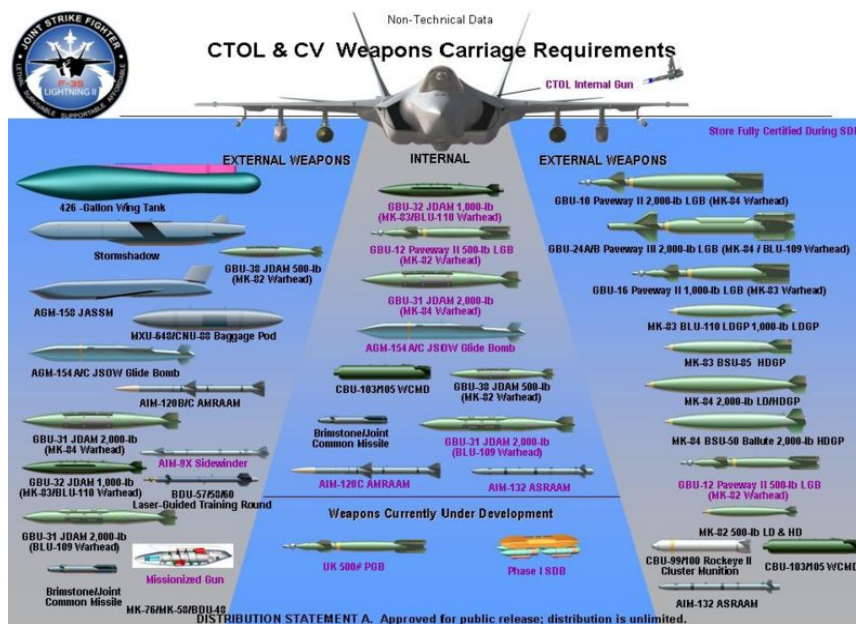 Non-Technical Data
CTOL & CV Weapons Carriage Requirements
JOINT STRIKE FIGHTER
F-35
LIGHTNING II
LETHAL SURVIVABLE SUPPORTABLE AFFORDABLE
CTOL Internal Gun
Store Fully Certified During SDD
EXTERNAL WEAPONS
426 -Gallon Wing Tank
Stormshadow
GBU-38 JDAM 500-lb
(MK-82 Warhead)
AGM-158 JASSM
MXU-648/CNU-88 Baggage Pod
AGM-154 A/C JSOW Glide Bomb
AIM-120B/C AMRAAM
GBU-31 JDAM 2,000-lb
(MK-84 Warhead)
AIM-9X Sidewinder
GBU-32 JDAM 1,000-lb
(MK-83/BLU-110 Warhead)
BDU-57/58/60
Laser-Guided Training Round
GBU-31 JDAM 2,000-lb
(BLU-109 Warhead)
Missionized Gun
Brimstone/Joint
Common Missile
MK-76/MK-58/BDU-48
INTERNAL
GBU-32 JDAM 1,000-lb
(MK-83/BLU-110 Warhead)
GBU-12 Paveway II 500-lb LGB
(MK-82 Warhead)
GBU-31 JDAM 2,000-lb
(MK-84 Warhead)
AGM-154 A/C JSOW Glide Bomb
CBU-103/105 WCMD
GBU-38 JDAM 500-lb
(MK-82 Warhead)
Brimstone/Joint
Common Missile
GBU-31 JDAM 2,000-lb
(BLU-109 Warhead)
AIM-120C AMRAAM
AIM-132 ASRAAM
Weapons Currently Under Development
UK 500# PGB
Phase I SDB
EXTERNAL WEAPONS
GBU-10 Paveway II 2,000-lb LGB (MK-84 Warhead)
GBU-24A/B Paveway III 2,000-lb LGB (MK-84 / BLU-109 Warhead)
GBU-16 Paveway II 1,000-lb LGB (MK-83 Warhead)
MK-83 BLU-110 LDGP 1,000-lb LDGP
MK-83 BSU-85 HDGP
MK-84 2,000-lb LD/HDGP
MK-84 BSU-50 Ballute 2,000-lb HDGP
GBU-12 Paveway II 500-lb LGB
(MK-82 Warhead)
MK-82 500-lb LD & HD
CBU-99/100 Rockeye II
Cluster Munition
CBU-103/105 WCMD
AIM-132 ASRAAM
DISTRIBUTION STATEMENT A. Approved for public release; distribution is unlimited.